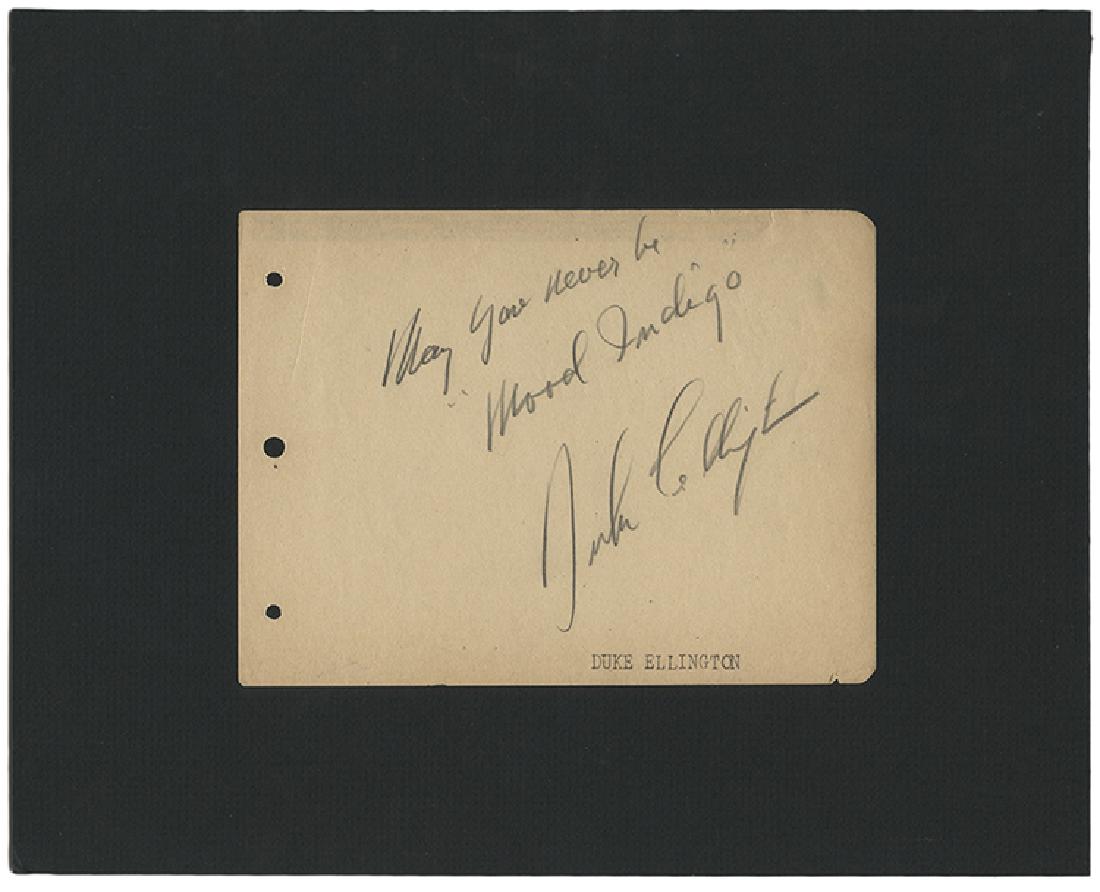 May you never be
"Mood Indigo"
Duke Ellington
DUKE ELLINGTON